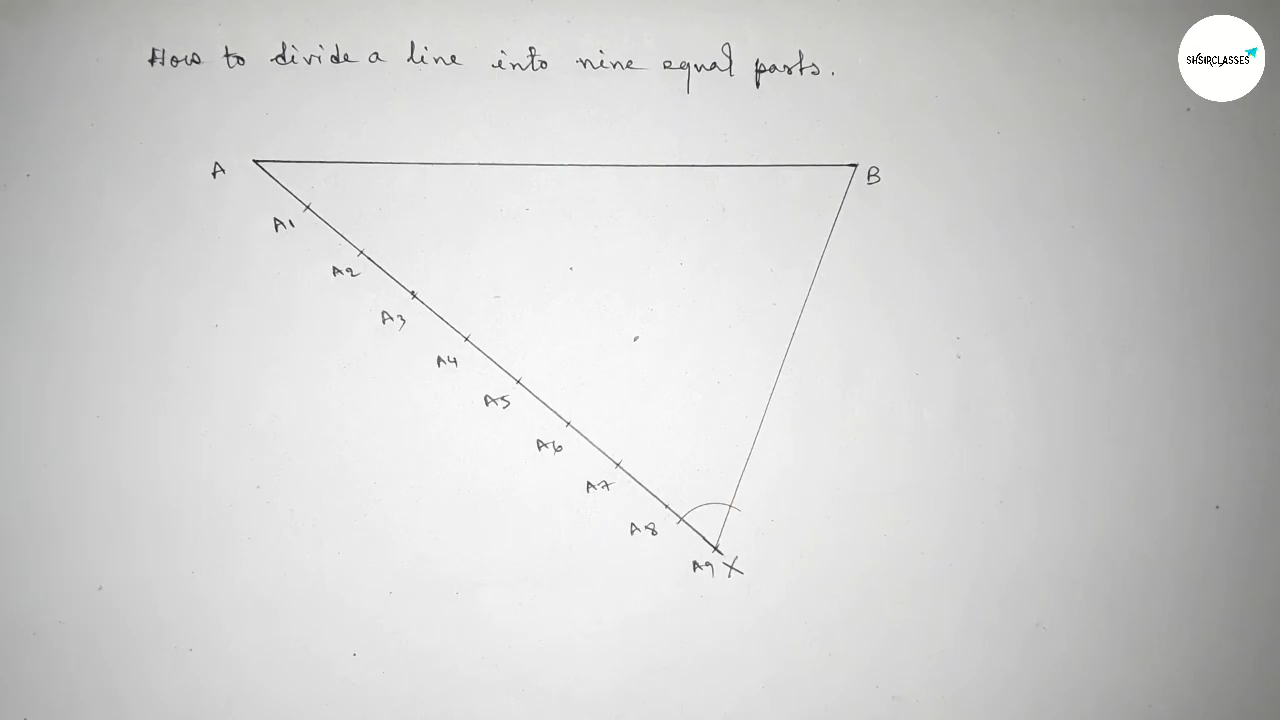 How to divide a line into nine equal parts.
SHSIRCLASSES
A
B
A1
A2
A3
A4
A5
A6
A7
A8
A9 X